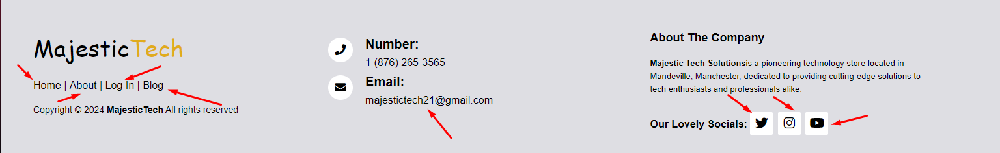 MajesticTech
Home | About | Log In | Blog
Copyright © 2024 MajesticTech All rights reserved
Number:
1 (876) 265-3565
Email:
majestictech21@gmail.com
About The Company
Majestic Tech Solutionsis a pioneering technology store located in
Mandeville, Manchester, dedicated to providing cutting-edge solutions to
tech enthusiasts and professionals alike.
Our Lovely Socials: